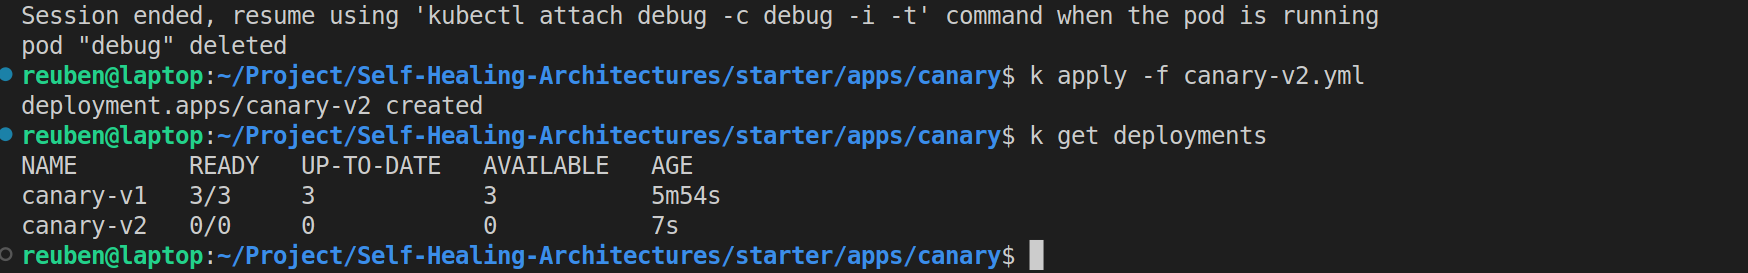 Session ended, resume using 'kubectl attach debug -c debug -i -t' command when the pod is running
pod "debug" deleted
reuben@laptop:~/Project/Self-Healing-Architectures/starter/apps/canary$ k apply -f canary-v2.yml
deployment.apps/canary-v2 created
reuben@laptop:~/Project/Self-Healing-Architectures/starter/apps/canary$ k get deployments
NAME        READY   UP-TO-DATE   AVAILABLE   AGE
canary-v1   3/3     3            3           5m54s
canary-v2   0/0     0            0           7s
reuben@laptop:~/Project/Self-Healing-Architectures/starter/apps/canary$